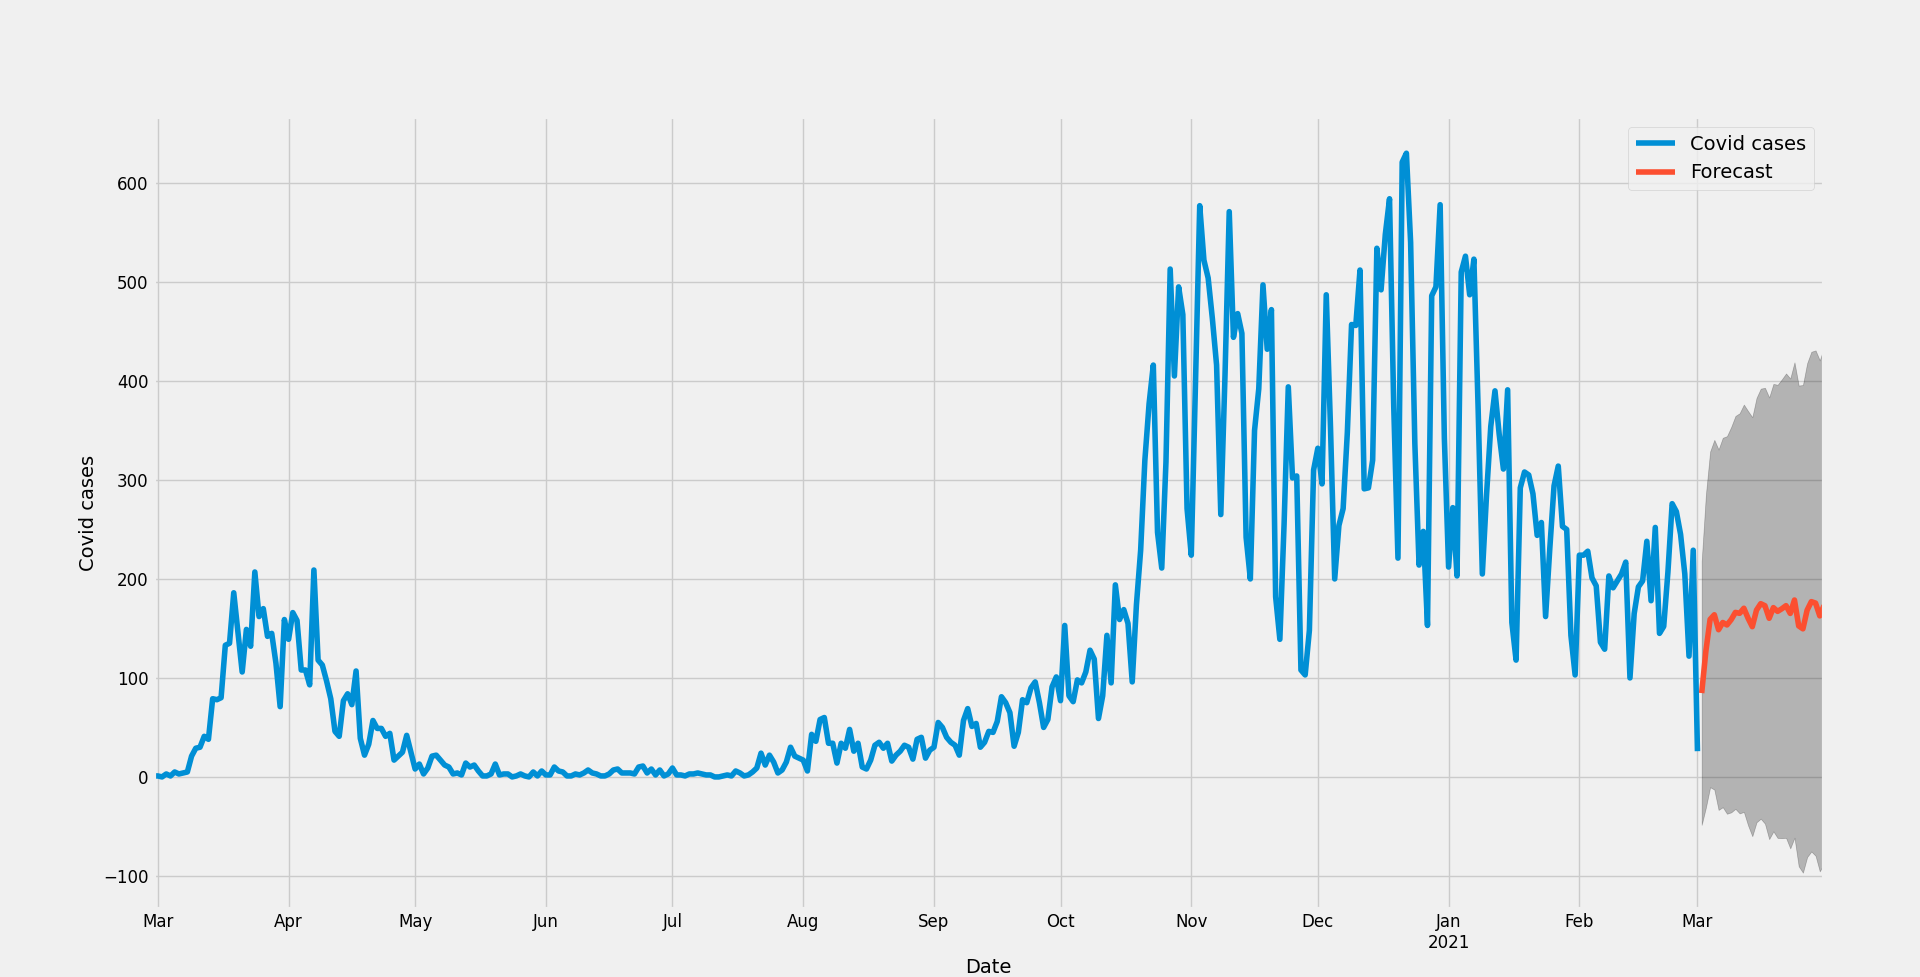 Covid cases
Forecast
Covid cases
600
500
400
300
200
100
0
−100
Mar Apr May Jun Jul Aug Sep Oct Nov Dec Jan Feb Mar
2021
Date